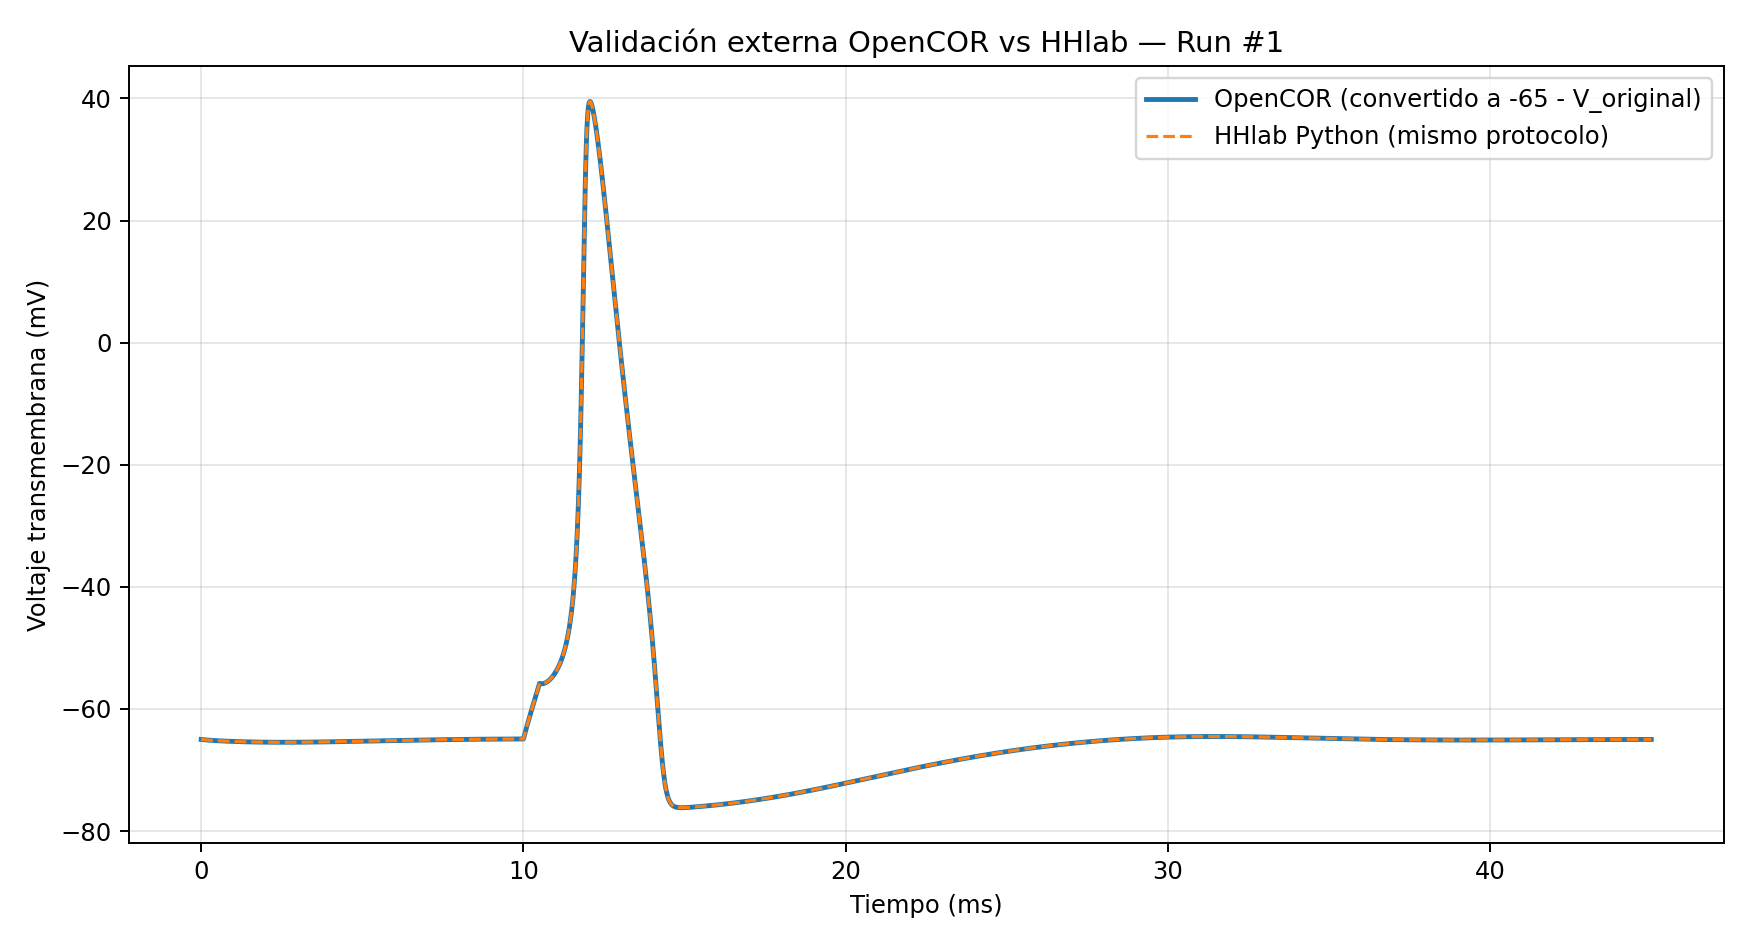 Validación externa OpenCOR vs HHlab — Run #1
OpenCOR (convertido a -65 - V_original)
HHlab Python (mismo protocolo)
Voltaje transmembrana (mV)
40
20
0
−20
−40
−60
−80
0 10 20 30 40
Tiempo (ms)